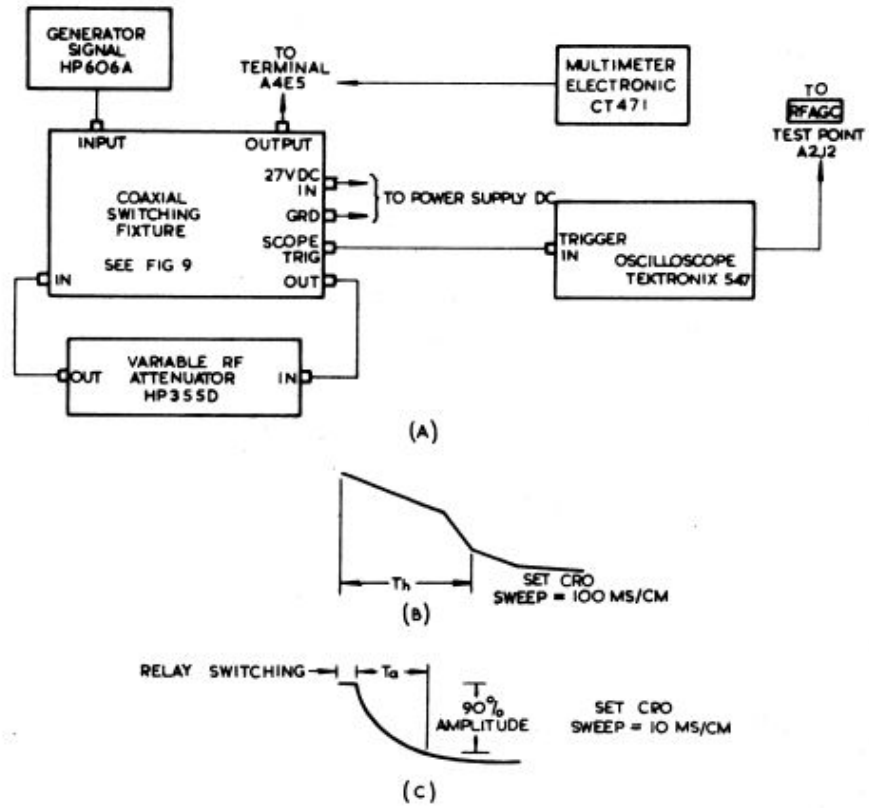 GENERATOR
SIGNAL
HP606A
TO
TERMINAL
A4E5
MULTIMETER
ELECTRONIC
CT471
TO
RFAGC
TEST POINT
A2J2
INPUT
OUTPUT
27VDC
IN
TO POWER SUPPLY DC
GRD
COAXIAL
SWITCHING
FIXTURE
SEE FIG 9
SCOPE
TRIG
IN
OUT
TRIGGER
IN
OSCILLOSCOPE
TEKTRONIX 547
OUT
VARIABLE RF
ATTENUATOR
HP355D
IN
(A)
Th
SET CRO
SWEEP = 100 MS/CM
(B)
RELAY SWITCHING
Ta
90%
AMPLITUDE
SET CRO
SWEEP = 10 MS/CM
(C)